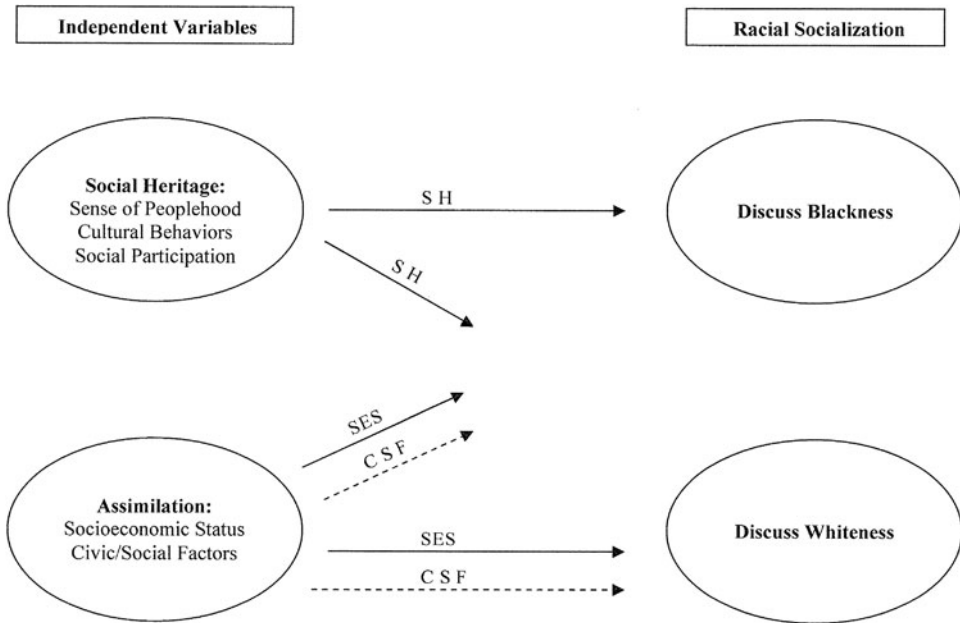 Independent Variables
Racial Socialization
Social Heritage:
Sense of Peoplehood
Cultural Behaviors
Social Participation
S H
Discuss Blackness
S H
SES
C S F
Assimilation:
Socioeconomic Status
Civic/Social Factors
SES
C S F
Discuss Whiteness